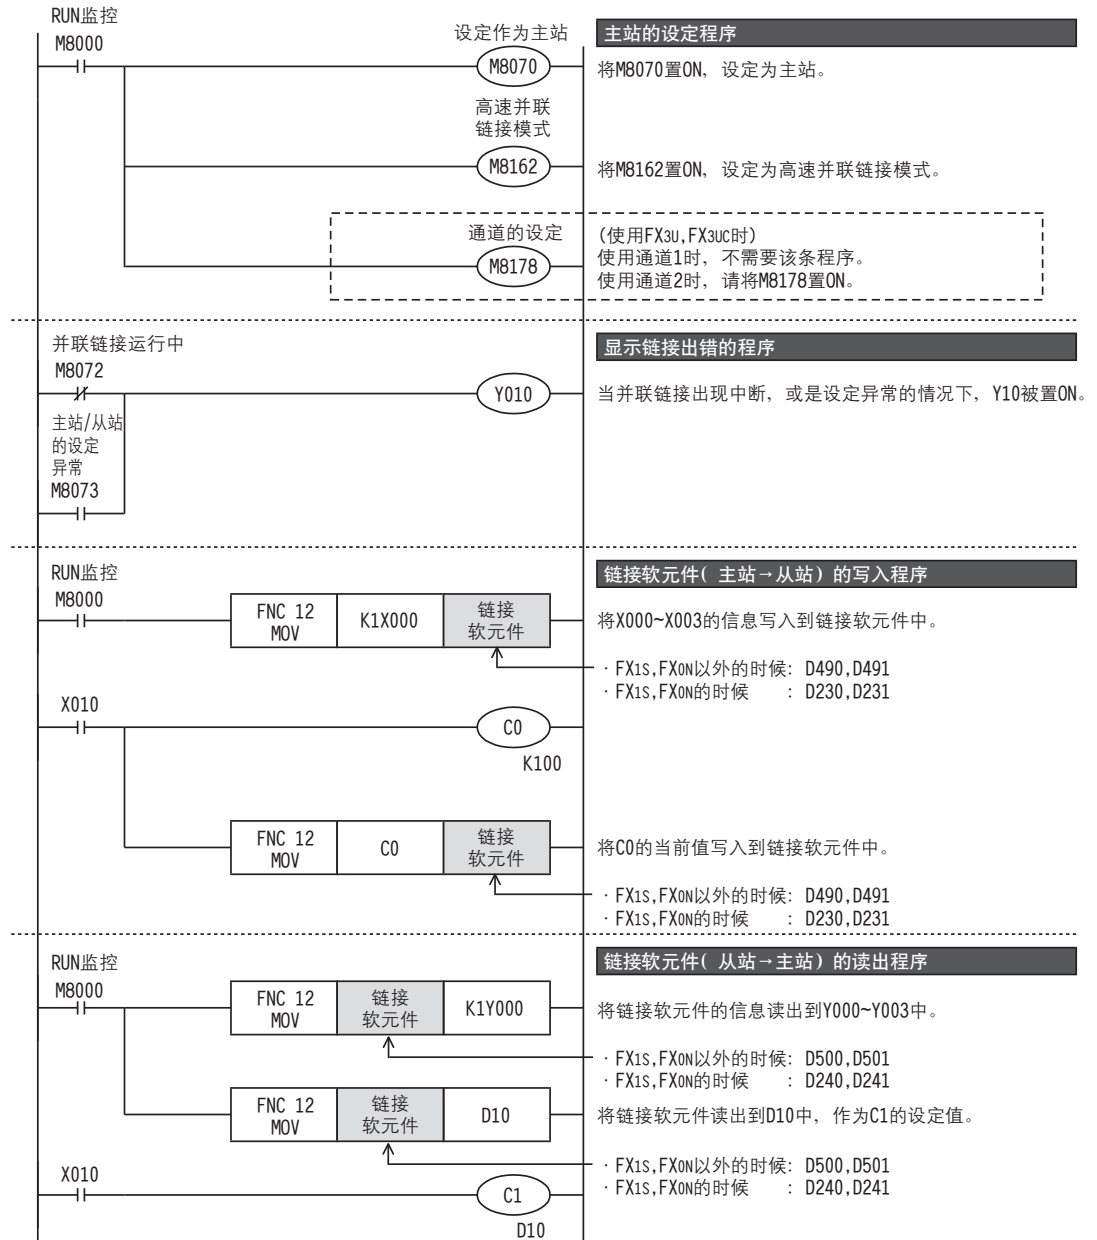 RUN监控
M8000
设定作为主站
M8070
主站的设定程序
将M8070置ON，设定为主站。
高速并联
链接模式
M8162
将M8162置ON，设定为高速并联链接模式。
通道的设定
M8178
(使用FX3U,FX3UC时)
使用通道1时，不需要该条程序。
使用通道2时，请将M8178置ON。
并联链接运行中
M8072
Y010
显示链接出错的程序
当并联链接出现中断，或是设定异常的情况下，Y10被置ON。
主站/从站
的设定
异常
M8073
RUN监控
M8000
FNC 12
MOV
K1X000
链接
软元件
链接软元件( 主站→从站) 的写入程序
将X000~X003的信息写入到链接软元件中。
·FX1S,FX0N以外的时候: D490,D491
·FX1S,FX0N的时候 : D230,D231
X010
C0
K100
FNC 12
MOV
C0
链接
软元件
将C0的当前值写入到链接软元件中。
·FX1S,FX0N以外的时候: D490,D491
·FX1S,FX0N的时候 : D230,D231
RUN监控
M8000
FNC 12
MOV
链接
软元件
K1Y000
链接软元件( 从站→主站) 的读出程序
将链接软元件的信息读出到Y000~Y003中。
·FX1S,FX0N以外的时候: D500,D501
·FX1S,FX0N的时候 : D240,D241
FNC 12
MOV
链接
软元件
D10
将链接软元件读出到D10中，作为C1的设定值。
·FX1S,FX0N以外的时候: D500,D501
·FX1S,FX0N的时候 : D240,D241
X010
C1
D10